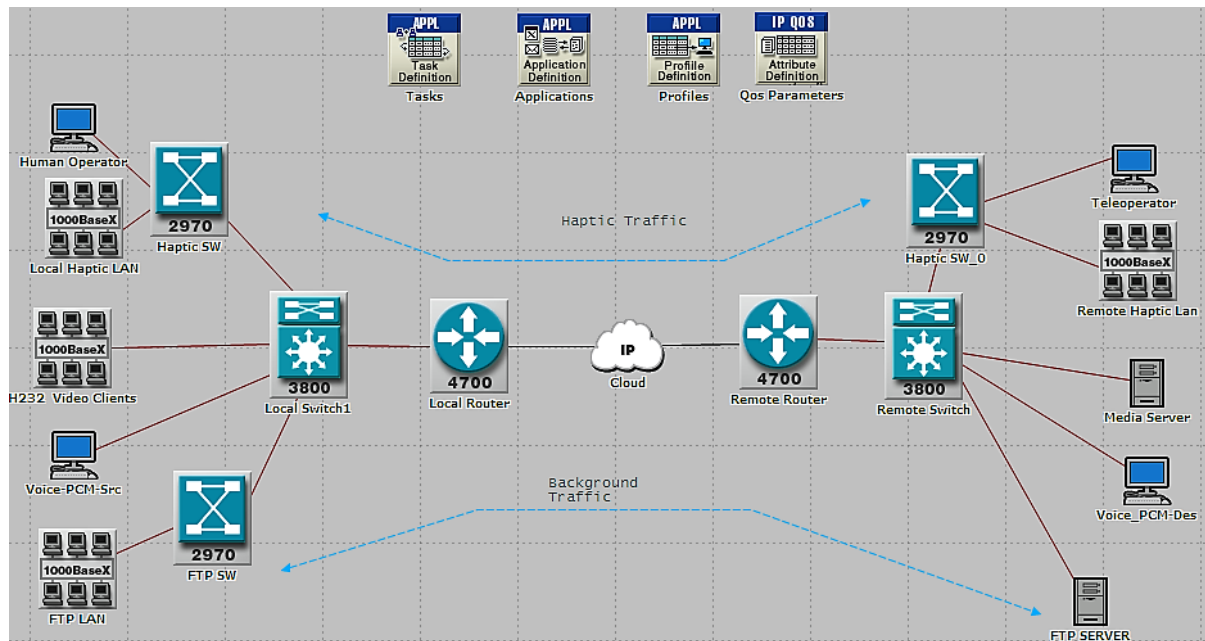 APPL
Task
Definition
Tasks
APPL
Application
Definition
Applications
APPL
Profile
Definition
Profiles
IP QOS
Attribute
Definition
Qos Parameters
Human Operator
1000BaseX
Local Haptic LAN
2970
Haptic SW
Haptic Traffic
2970
Haptic SW_0
Teleoperator
1000BaseX
Remote Haptic Lan
1000BaseX
H232 Video Clients
3800
Local Switch1
4700
Local Router
IP
Cloud
4700
Remote Router
3800
Remote Switch
Media Server
Voice-PCM-Src
Voice_PCM-Des
2970
FTP SW
1000BaseX
FTP LAN
Background
Traffic
FTP SERVER